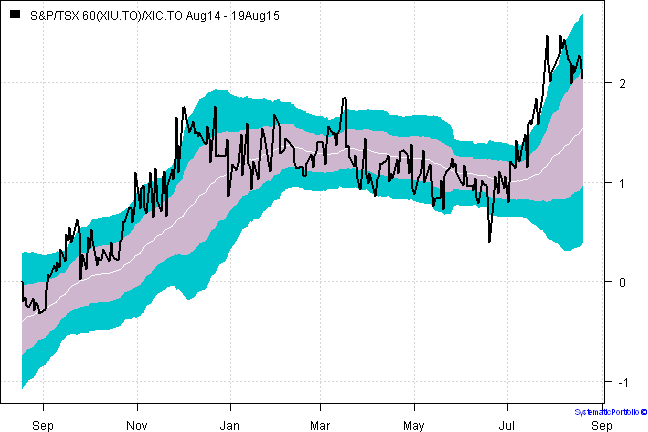 S&P/TSX 60(XIU.TO)/XIC.TO Aug14 - 19Aug15
2
1
0
-1
SystematicPortfolio ©
Sep Nov Jan Mar May Jul Sep